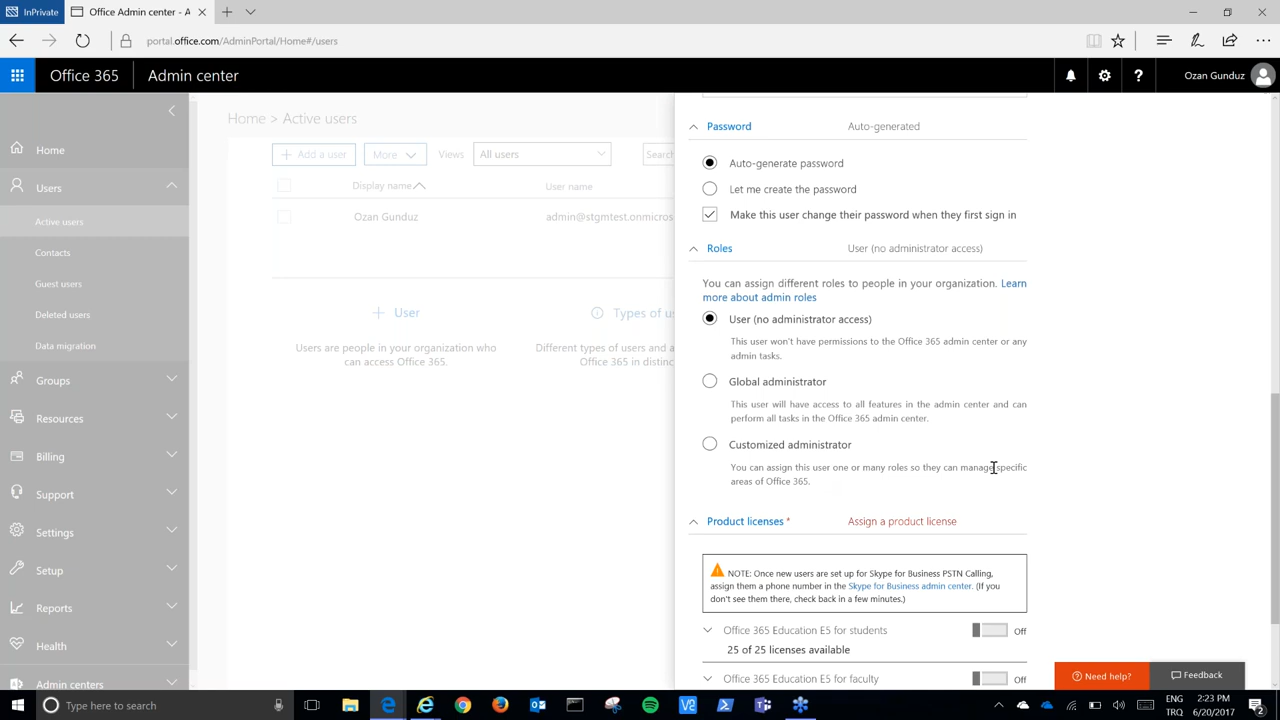 InPrivate
Office Admin center - A
portal.office.com/AdminPortal/Home#/users
Office 365
Admin center
Ozan Gunduz
Home
Users
Active users
Contacts
Guest users
Deleted users
Data migration
Groups
Resources
Billing
Support
Settings
Setup
Reports
Health
Admin centers
Home > Active users
Add a user
More
Views
All users
Search
Display name
User name
Ozan Gunduz
admin@stgmtest.onmicros
User
Users are people in your organization who
can access Office 365.
Types of us
Different types of users and a
Office 365 in distinc
Password
Auto-generated
Auto-generate password
Let me create the password
Make this user change their password when they first sign in
Roles
User (no administrator access)
You can assign different roles to people in your organization. Learn
more about admin roles
User (no administrator access)
This user won't have permissions to the Office 365 admin center or any
admin tasks.
Global administrator
This user will have access to all features in the admin center and can
perform all tasks in the Office 365 admin center.
Customized administrator
You can assign this user one or many roles so they can manage specific
areas of Office 365.
Product licenses *
Assign a product license
NOTE: Once new users are set up for Skype for Business PSTN Calling,
assign them a phone number in the Skype for Business admin center. (If you
don't see them there, check back in a few minutes.)
Office 365 Education E5 for students
Off
25 of 25 licenses available
Office 365 Education E5 for faculty
Off
Need help?
Feedback
Type here to search
ENG
TRQ
2:23 PM
6/20/2017
2